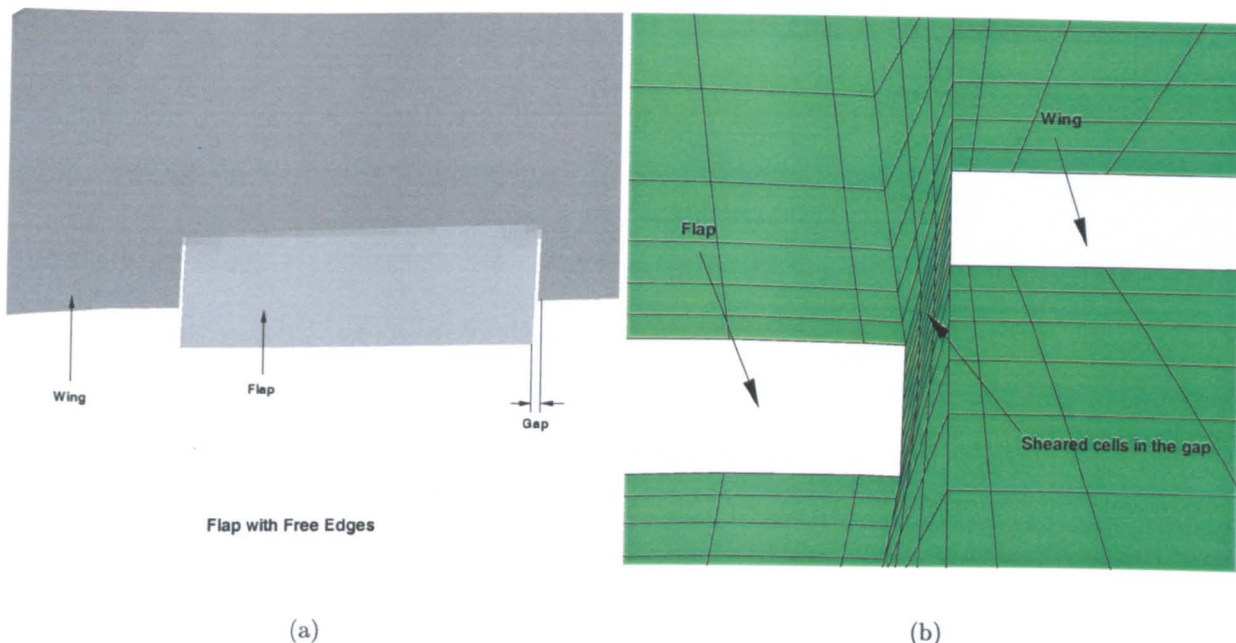 Wing
Flap
Gap
Flap with Free Edges
(a)
Wing
Flap
Sheared cells in the gap
(b)